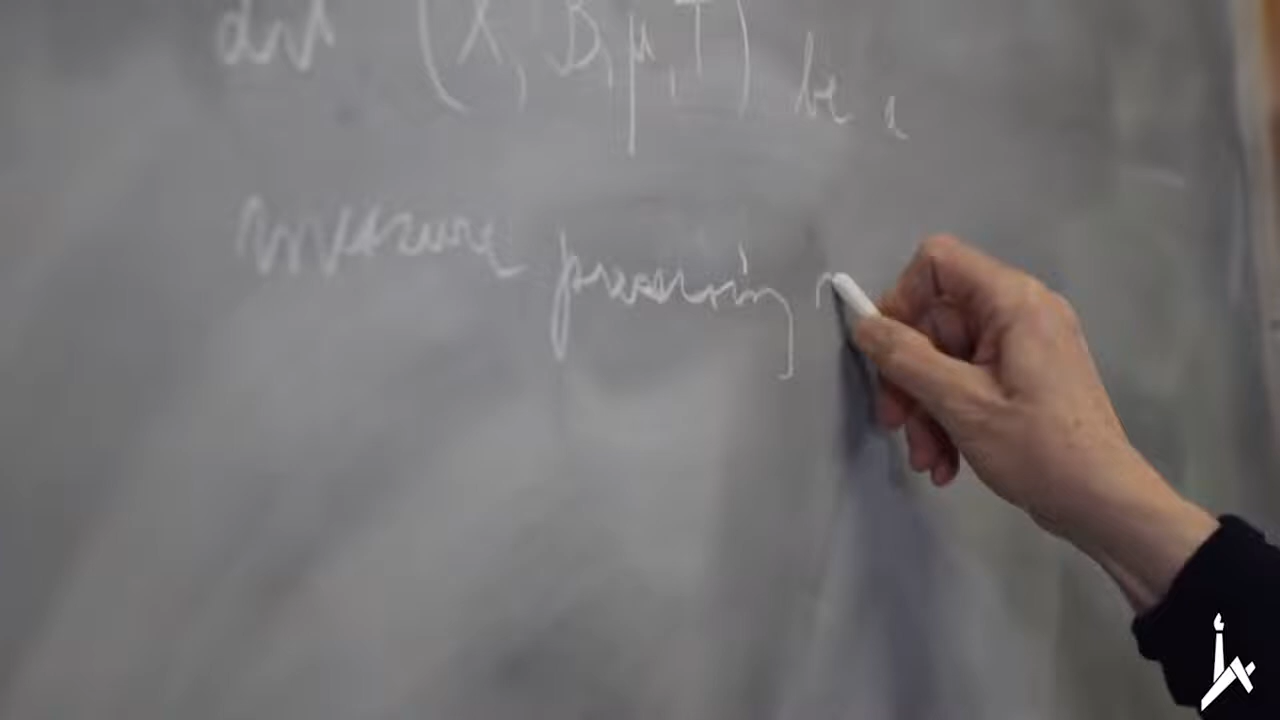 Let (X, B, μ, T) be a
measure preserving